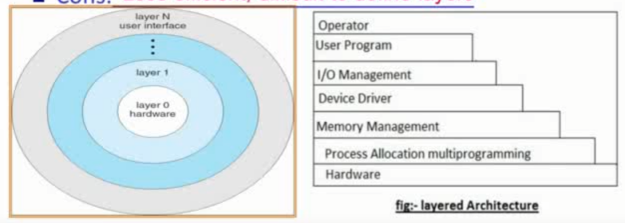 Cons:
layer N
user interface
layer 1
layer 0
hardware
Operator
User Program
I/O Management
Device Driver
Memory Management
Process Allocation multiprogramming
Hardware
fig:- layered Architecture